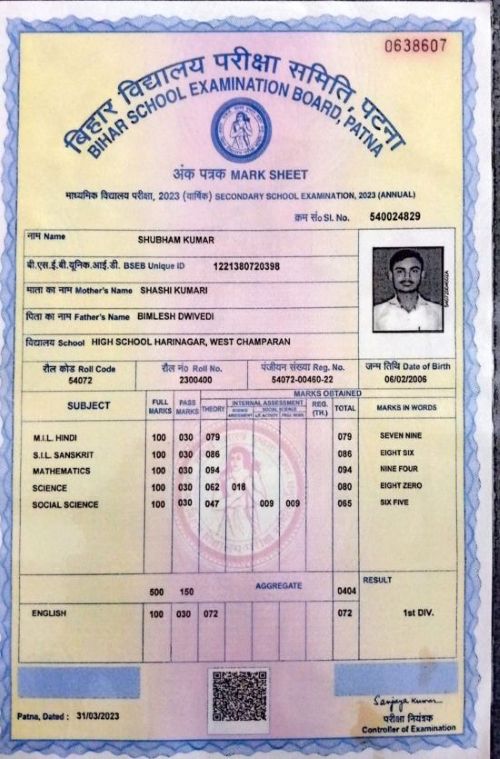 0638607
बिहार विद्यालय परीक्षा समिति, पटना
BIHAR SCHOOL EXAMINATION BOARD, PATNA
अंक पत्रक MARK SHEET
माध्यमिक विद्यालय परीक्षा, 2023 (वार्षिक) SECONDARY SCHOOL EXAMINATION, 2023 (ANNUAL)
क्रम सं० Sl. No. 540024829
नाम Name SHUBHAM KUMAR
बी.एस.ई.बी.यूनिक.आई.डी. BSEB Unique ID 1221380720398
माता का नाम Mother's Name SHASHI KUMARI
पिता का नाम Father's Name BIMLESH DWIVEDI
विद्यालय School HIGH SCHOOL HARINAGAR, WEST CHAMPARAN
रौल कोड Roll Code रौल नं० Roll No. पंजीयन संख्या Reg. No. जन्म तिथि Date of Birth
54072 2300400 54072-00460-22 06/02/2006
MARKS OBTAINED
SUBJECT FULL MARKS PASS MARKS THEORY INTERNAL ASSESSMENT REG. (TH.) TOTAL MARKS IN WORDS
SCIENCE SOCIAL SCIENCE
M.I.L. HINDI 100 030 079 079 SEVEN NINE
S.I.L. SANSKRIT 100 030 086 086 EIGHT SIX
MATHEMATICS 100 030 094 094 NINE FOUR
SCIENCE 100 030 062 018 080 EIGHT ZERO
SOCIAL SCIENCE 100 030 047 009 009 065 SIX FIVE
500 150 AGGREGATE 0404 RESULT
ENGLISH 100 030 072 072 1st DIV.
Sanjaya Kumar
Patna, Dated : 31/03/2023
परीक्षा नियंत्रक
Controller of Examination